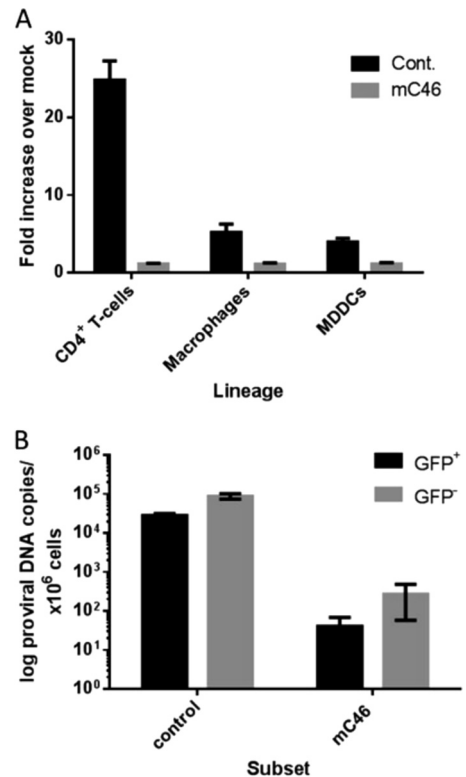 A
Fold increase over mock
30
20
10
0
Cont.
mC46
CD4⁺ T-cells
Macrophages
MDDCs
Lineage
B
log proviral DNA copies/
x10⁶ cells
10⁶
10⁵
10⁴
10³
10²
10¹
10⁰
GFP⁺
GFP⁻
control
mC46
Subset